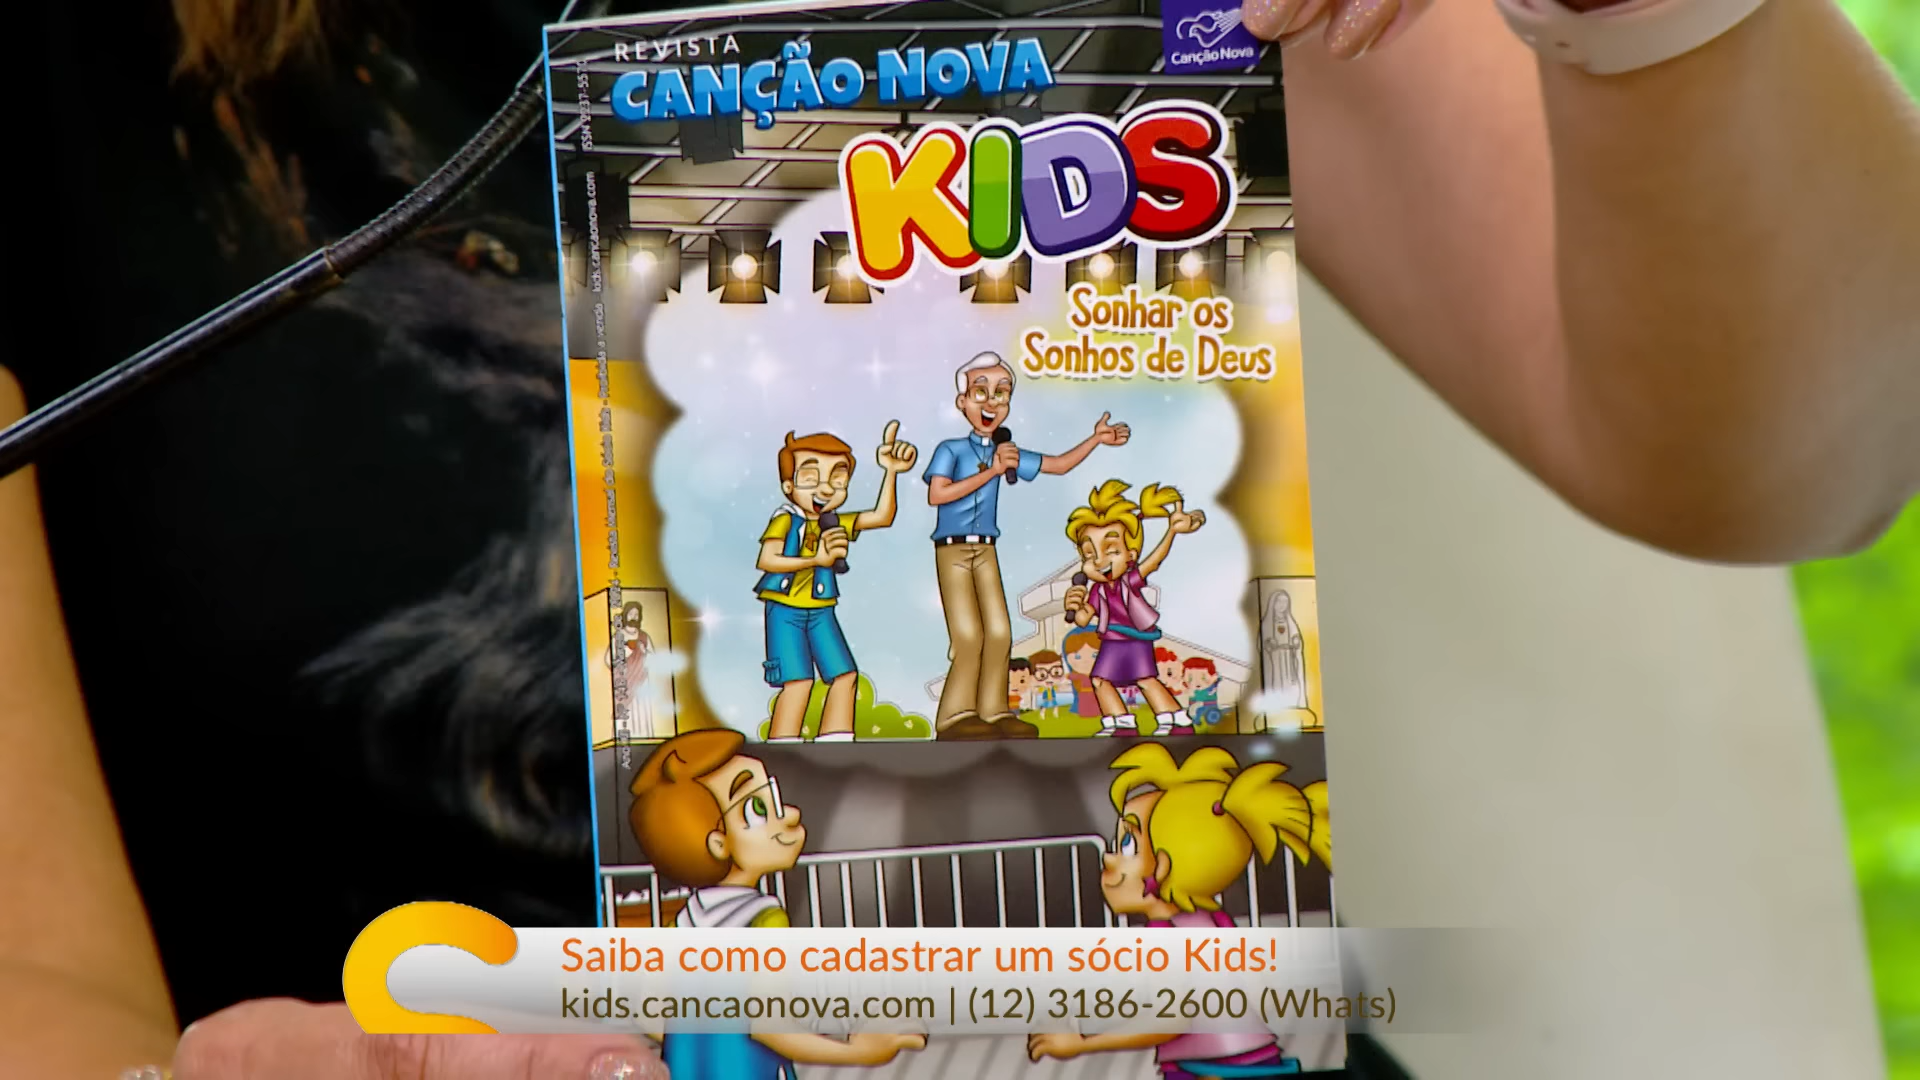 REVISTA
CANÇÃO NOVA
KIDS
Canção Nova
Sonhar os
Sonhos de Deus
Saiba como cadastrar um sócio Kids!
kids.cancaonova.com | (12) 3186-2600 (Whats)